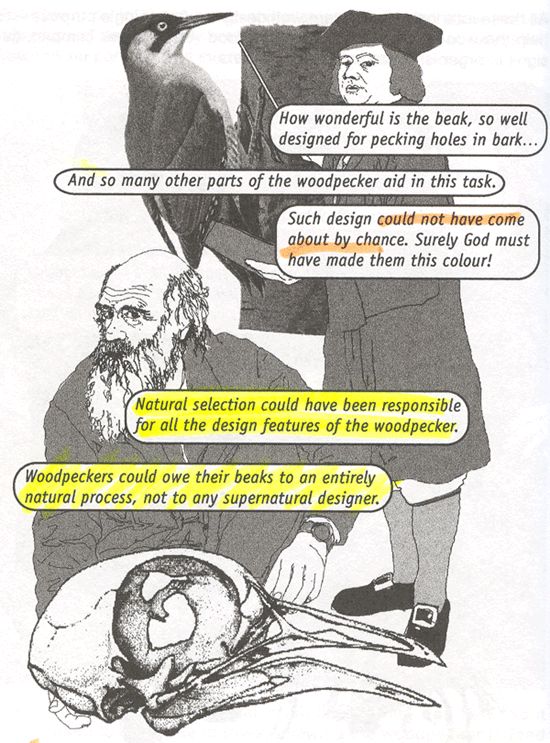 How wonderful is the beak, so well
designed for pecking holes in bark...
And so many other parts of the woodpecker aid in this task.
Such design could not have come
about by chance. Surely God must
have made them this colour!
Natural selection could have been responsible
for all the design features of the woodpecker.
Woodpeckers could owe their beaks to an entirely
natural process, not to any supernatural designer.